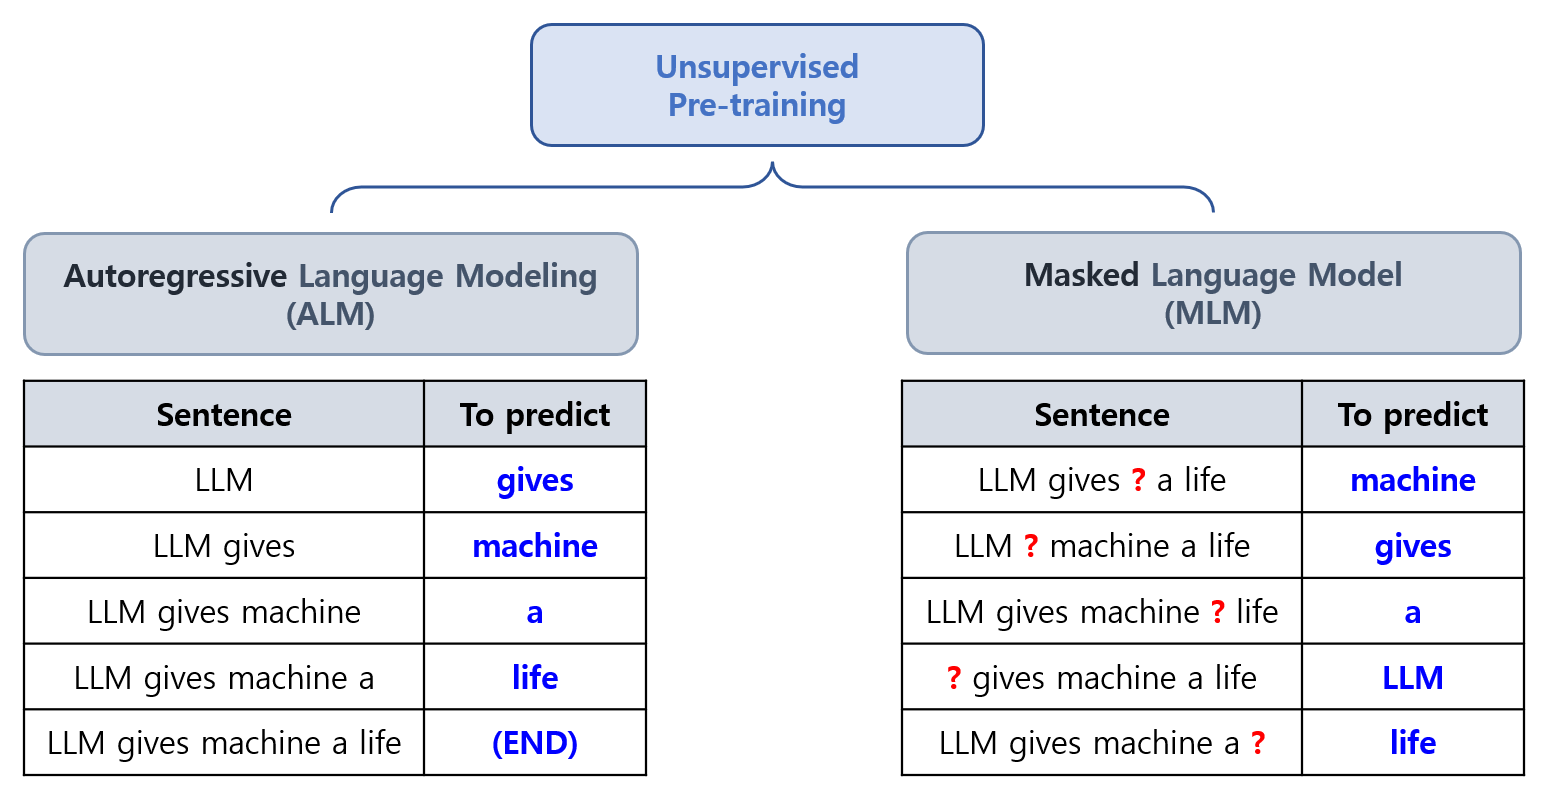 Unsupervised
Pre-training
Autoregressive Language Modeling
(ALM)
Sentence To predict
LLM gives
LLM gives machine
LLM gives machine a
LLM gives machine a life
LLM gives machine a life (END)
Masked Language Model
(MLM)
Sentence To predict
LLM gives ? a life machine
LLM ? machine a life gives
LLM gives machine ? life a
? gives machine a life LLM
LLM gives machine a ? life